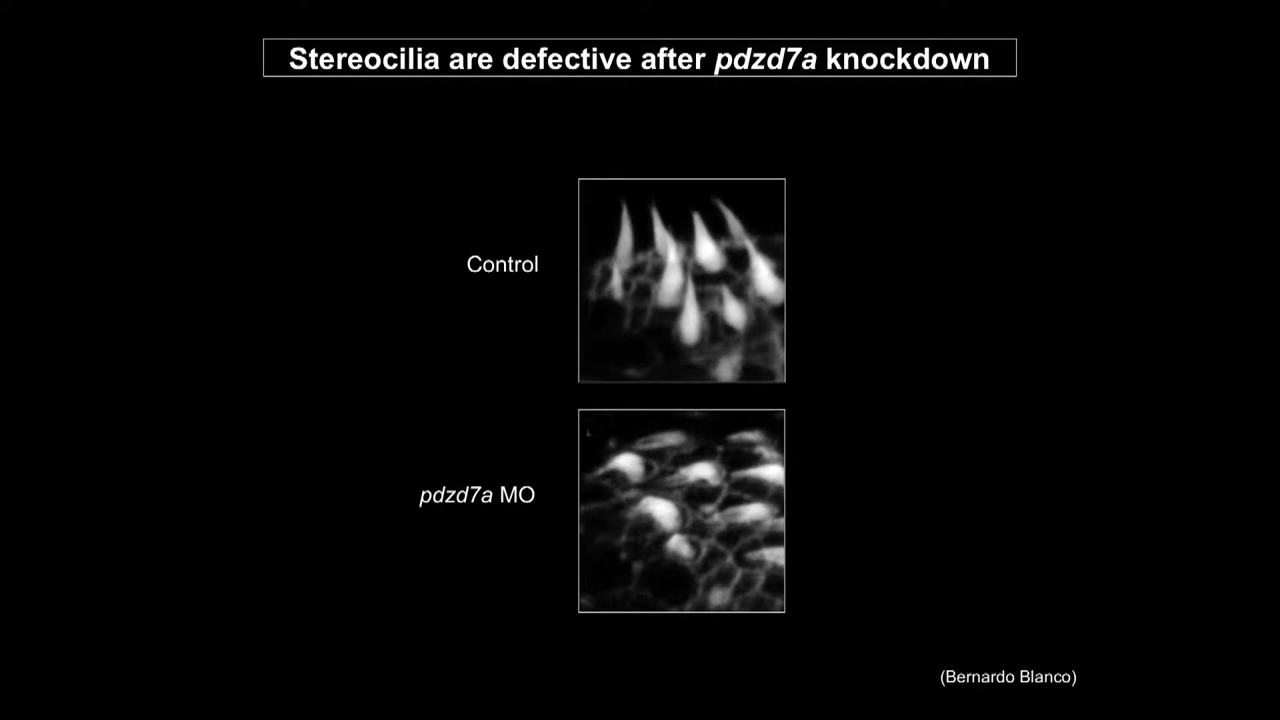 Stereocilia are defective after pdzd7a knockdown
Control
pdzd7a MO
(Bernardo Blanco)